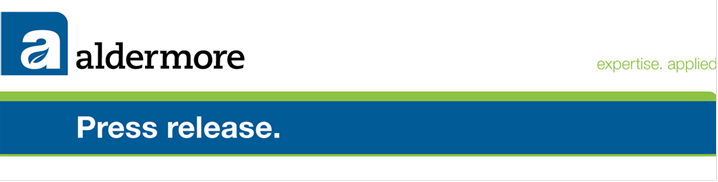 a aldermore
expertise. applied
Press release.